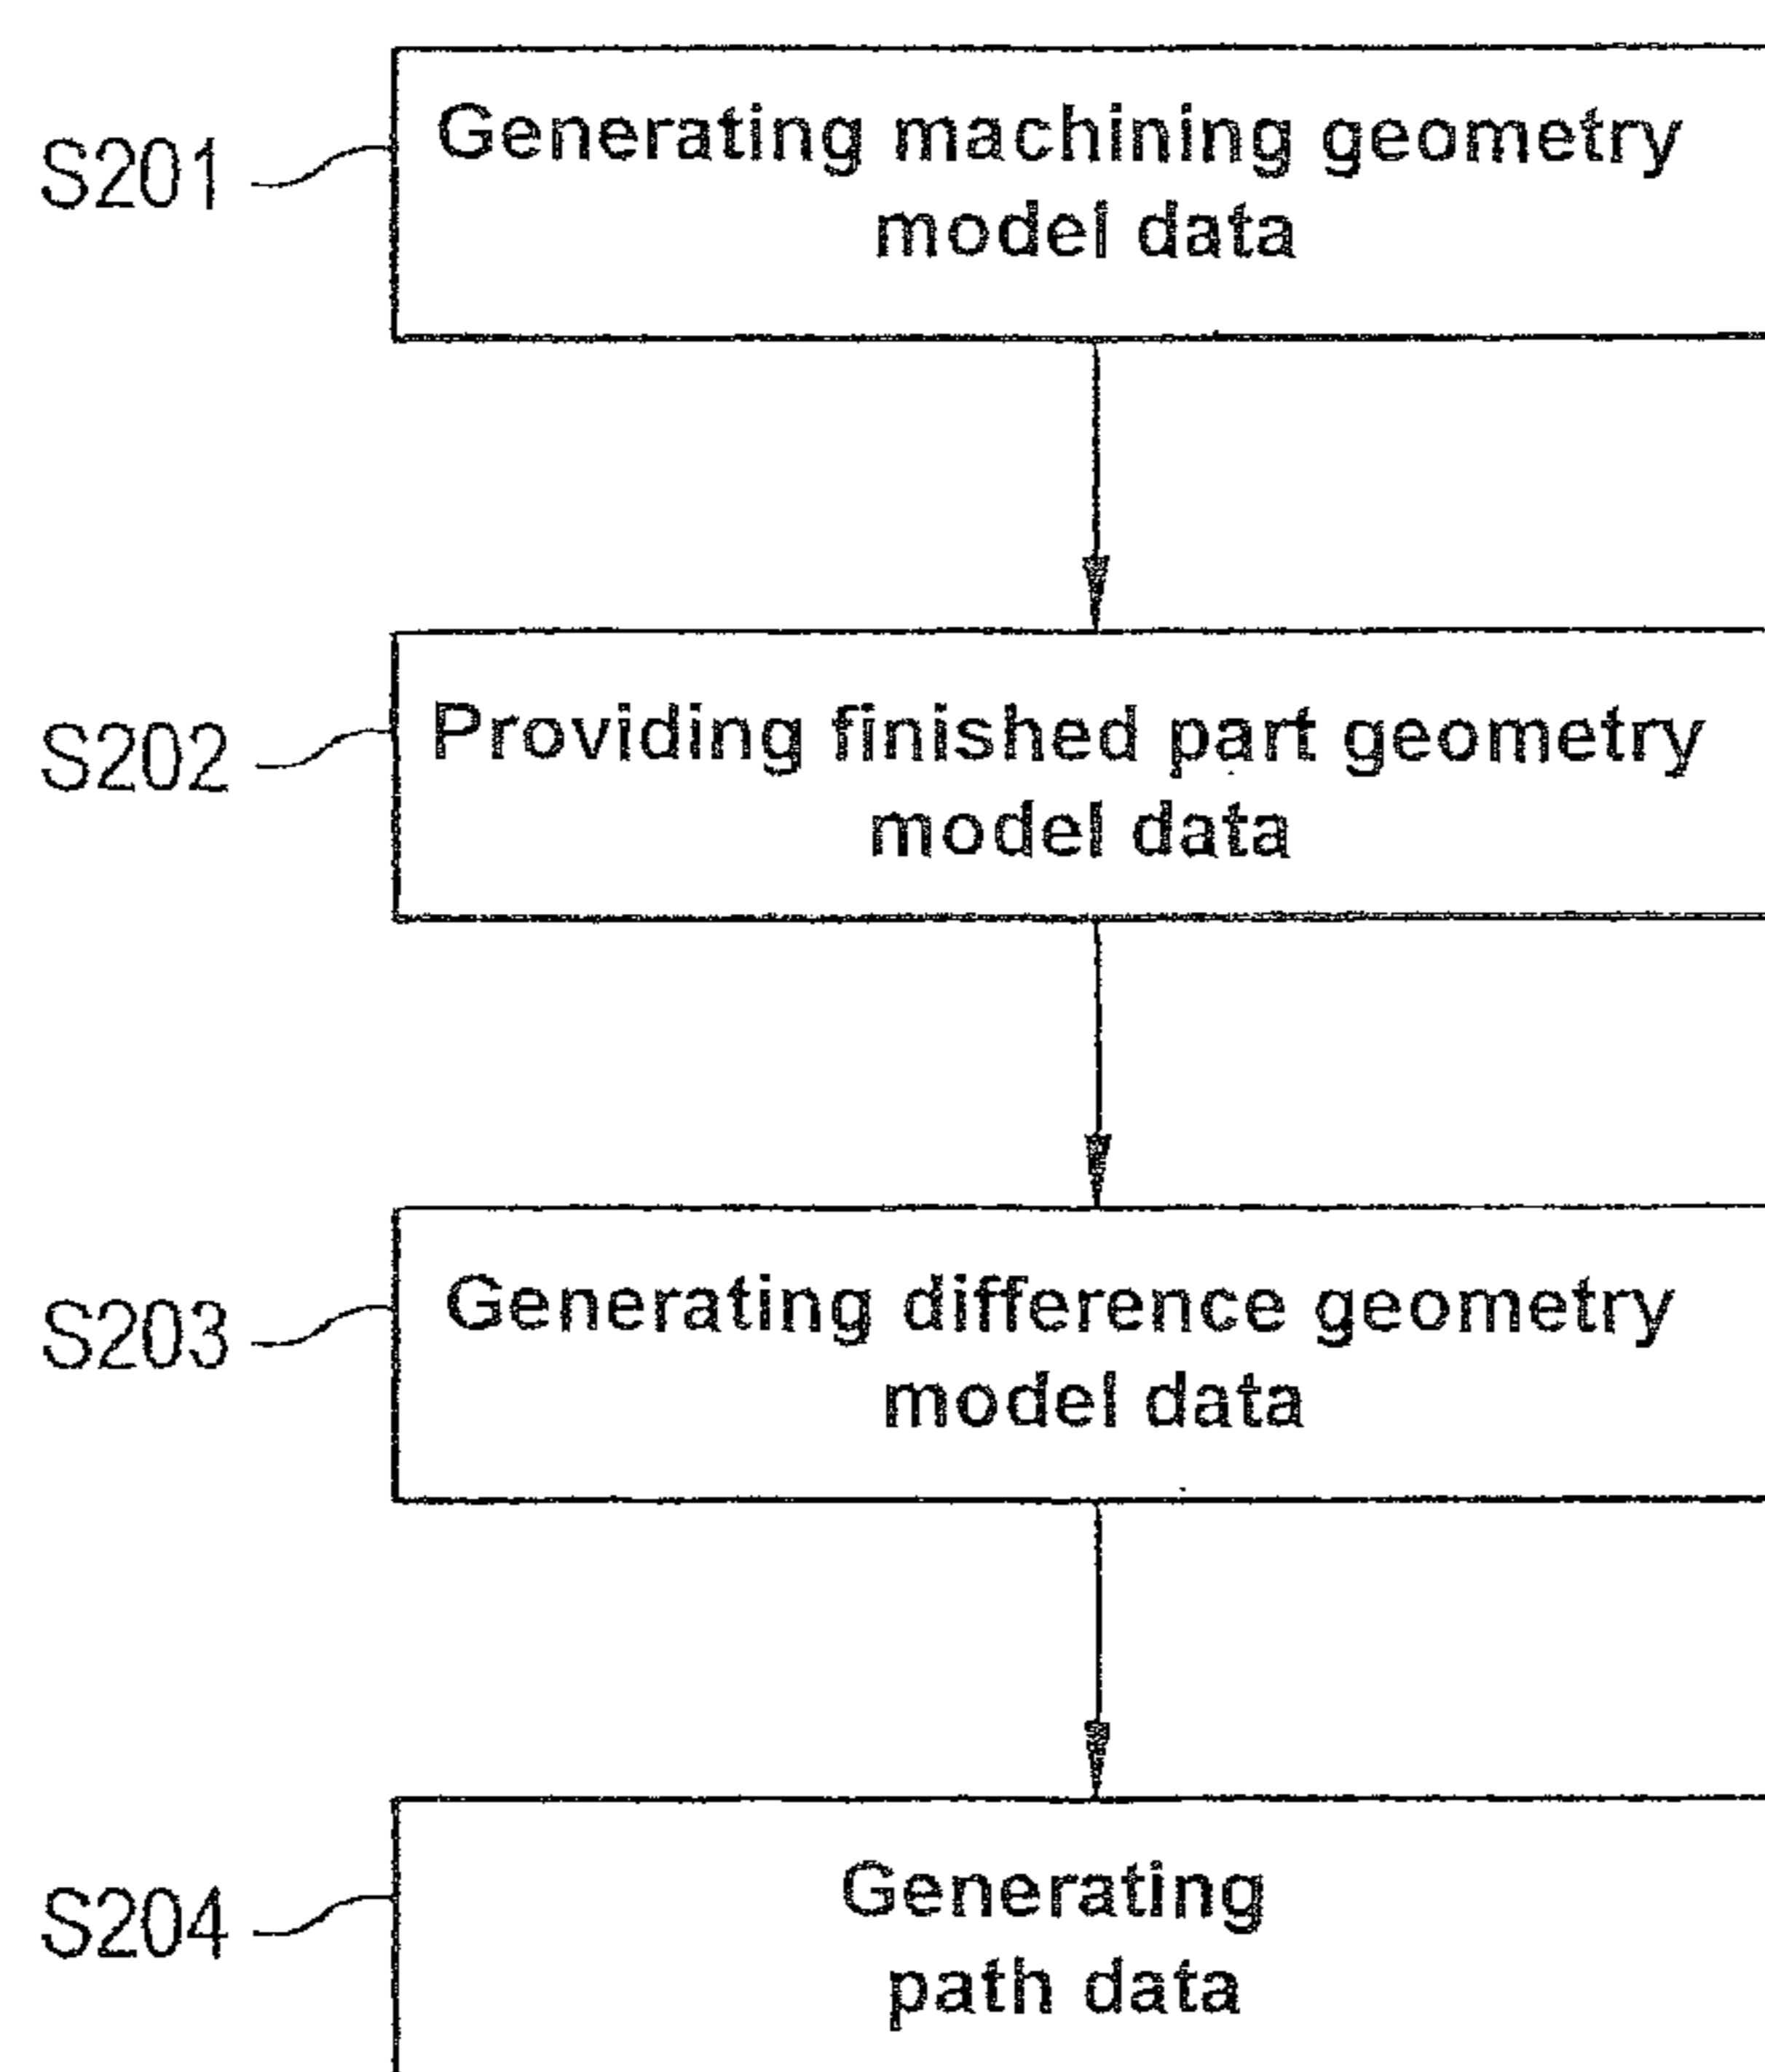 S201
Generating machining geometry
model data
S202
Providing finished part geometry
model data
S203
Generating difference geometry
model data
S204
Generating
path data